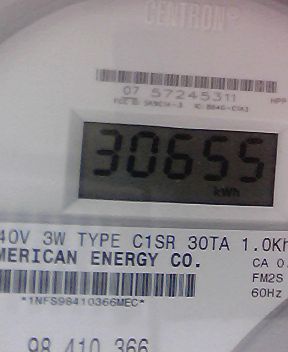 CENTRON®
07 57245311
30655
kWh
40V 3W TYPE C1SR 30TA 1.0Kh
MERICAN ENERGY CO.
CA 0.
FM2S
60Hz
*1NFS98410366MEC*
98 410 366